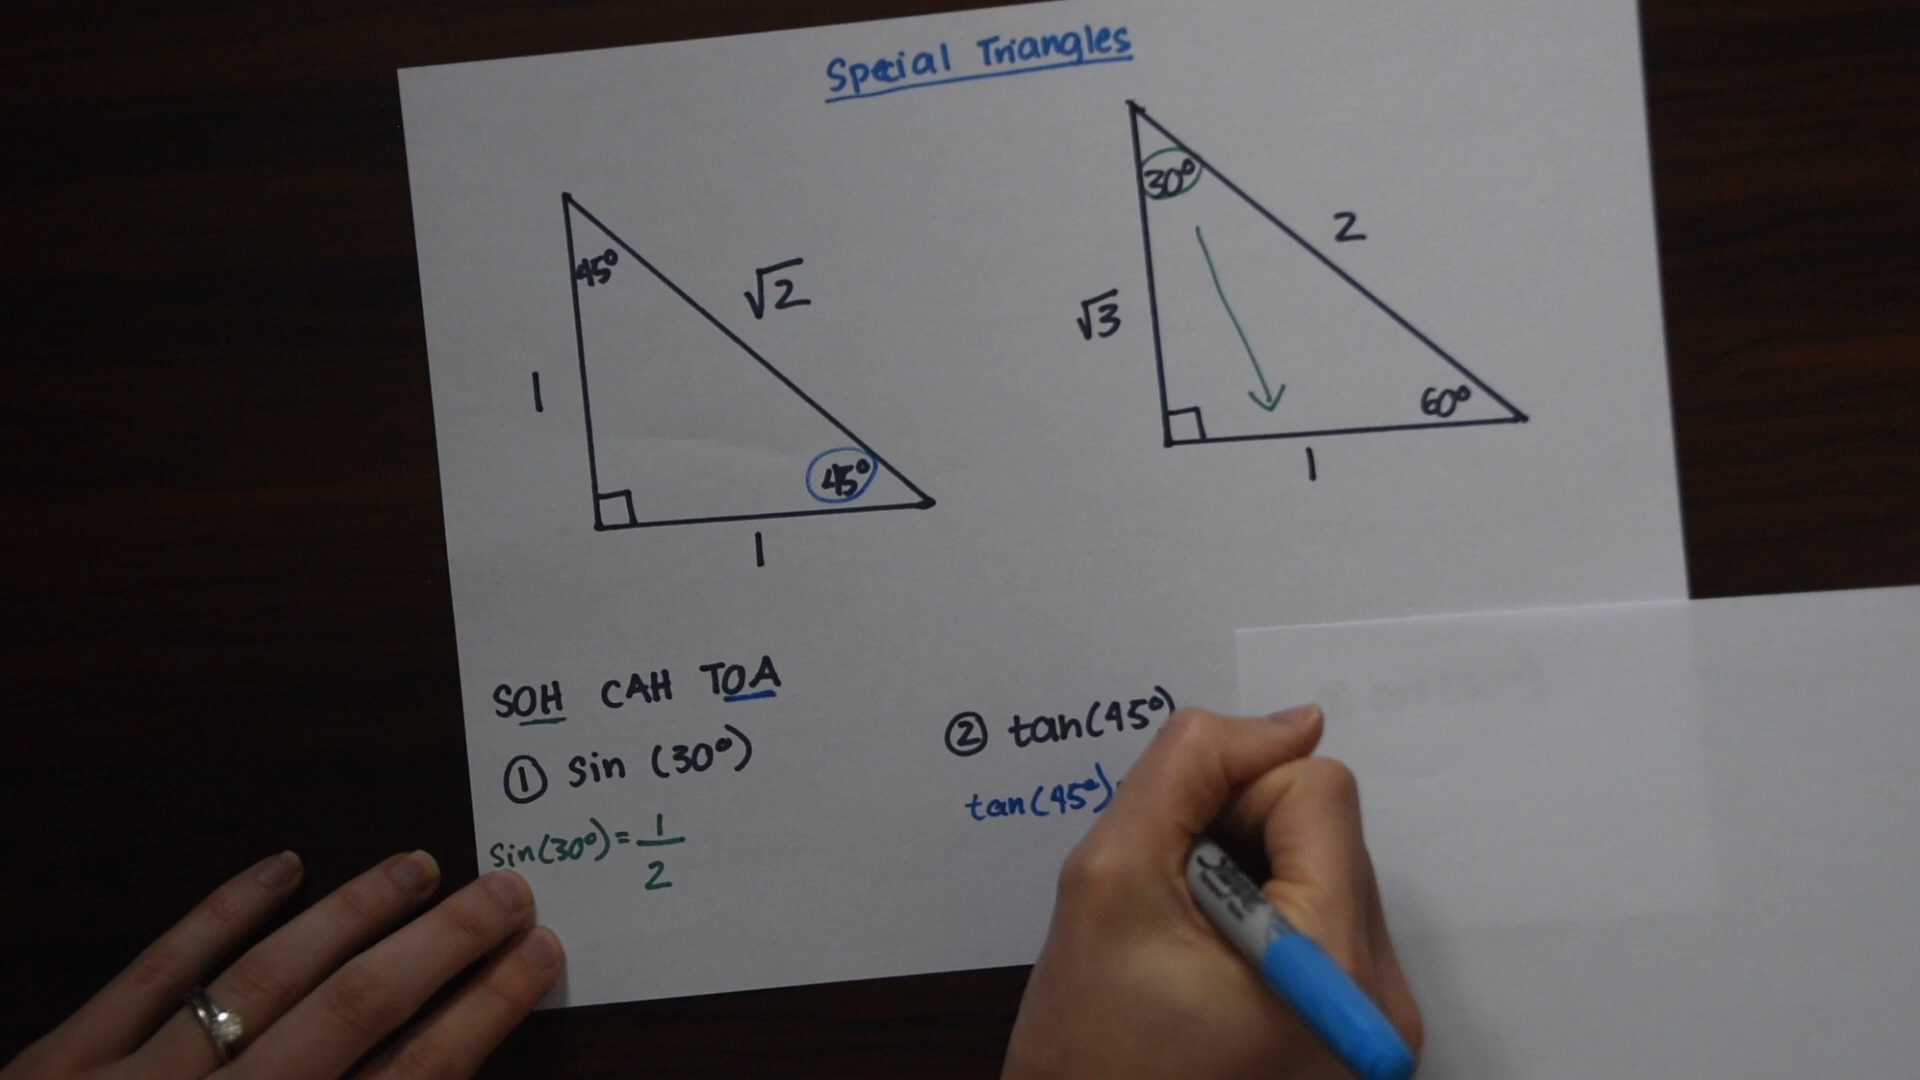 Special Triangles
45°
√2
1
45°
1
30°
2
√3
60°
1
SOH CAH TOA
① sin (30°)
sin(30°) = 1/2
② tan(45°)
tan(45°)=